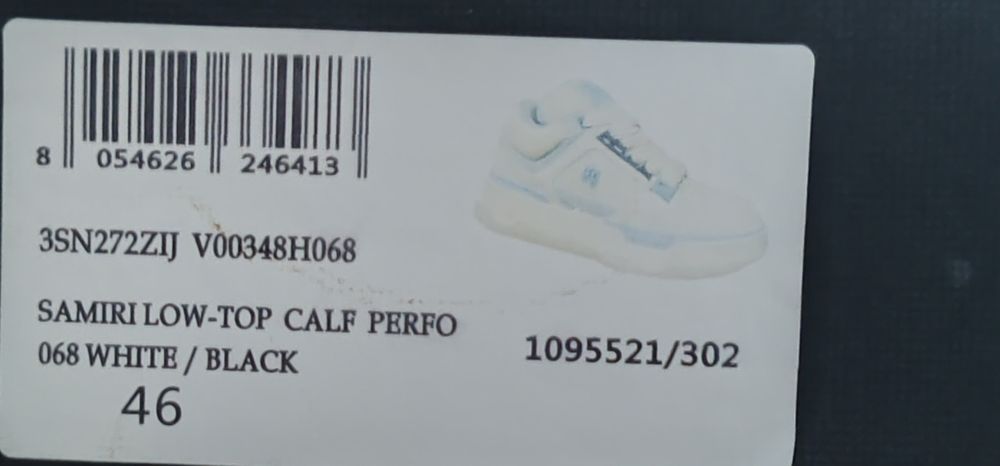 8 054626 246413
3SN272ZIJ V00348H068
SAMIRI LOW-TOP CALF PERFO
068 WHITE / BLACK
1095521/302
46